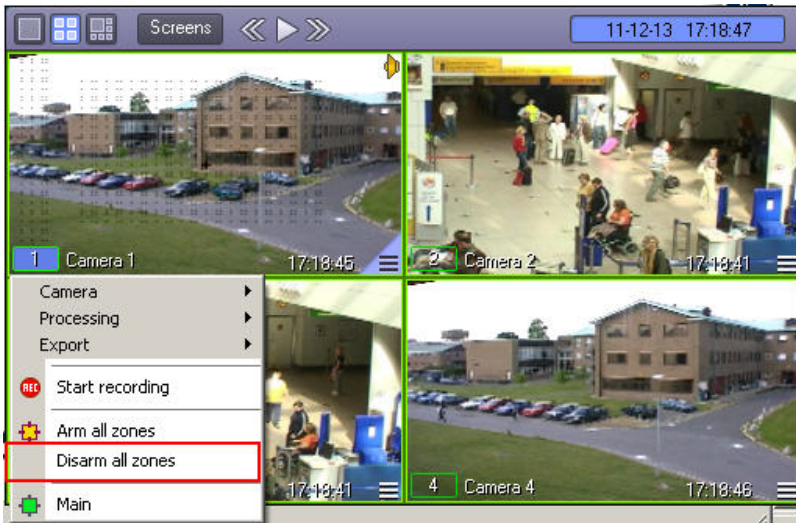 Screens
11-12-13 17:18:47
1 Camera 1 17:18:45
2 Camera 2 17:18:41
Camera
Processing
Export
REC Start recording
Arm all zones
Disarm all zones
Main
17:18:41
4 Camera 4 17:18:46